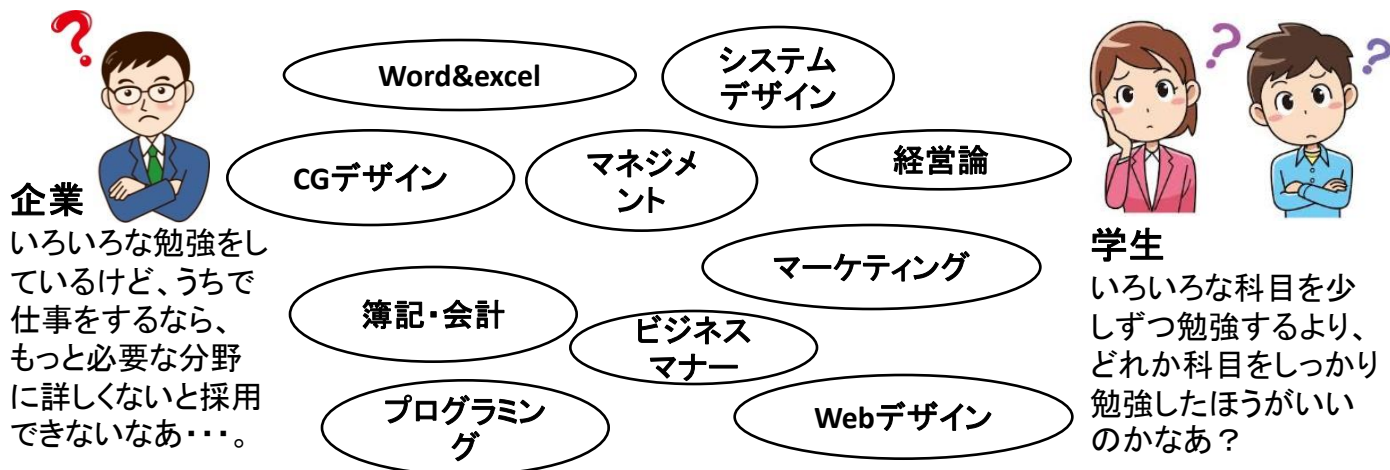 ?
Word&excel
システム
デザイン
?
?
CGデザイン
マネジメ
ント
経営論
企業
いろいろな勉強をし
ているけど、うちで
仕事をするなら、
もっと必要な分野
に詳しくないと採用
できないなあ・・・。
マーケティング
簿記・会計
ビジネス
マナー
プログラミン
グ
Webデザイン
学生
いろいろな科目を少
しずつ勉強するより、
どれか科目をしっかり
勉強したほうがいい
のかなあ？